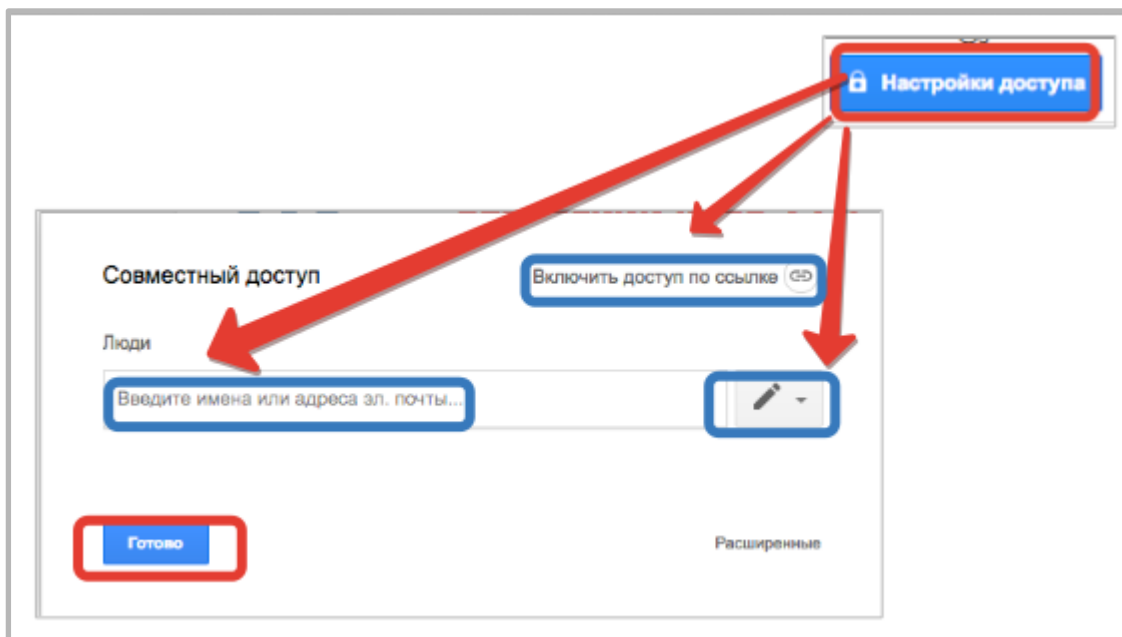 Настройки доступа
Совместный доступ
Включить доступ по ссылке
Люди
Введите имена или адреса эл. почты...
Готово
Расширенные